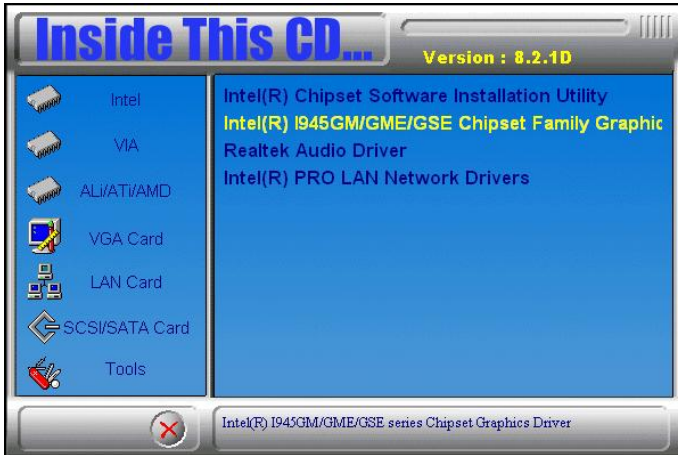 Inside This CD...
Version : 8.2.1D
Intel
VIA
ALi/ATi/AMD
VGA Card
LAN Card
SCSI/SATA Card
Tools
Intel(R) Chipset Software Installation Utility
Intel(R) I945GM/GME/GSE Chipset Family Graphic
Realtek Audio Driver
Intel(R) PRO LAN Network Drivers
Intel(R) I945GM/GME/GSE series Chipset Graphics Driver